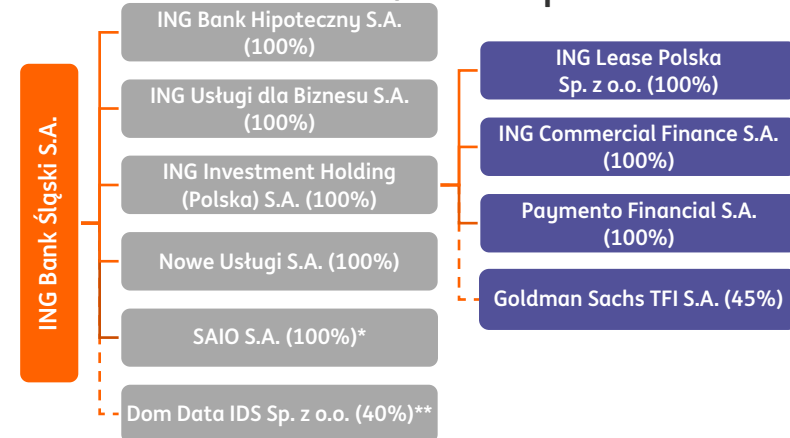 ING Bank Śląski S.A.
ING Bank Hipoteczny S.A.
(100%)
ING Usługi dla Biznesu S.A.
(100%)
ING Investment Holding
(Polska) S.A. (100%)
Nowe Usługi S.A. (100%)
SAIO S.A. (100%)*
Dom Data IDS Sp. z o.o. (40%)**
ING Lease Polska
Sp. z o.o. (100%)
ING Commercial Finance S.A.
(100%)
Paymento Financial S.A.
(100%)
Goldman Sachs TFI S.A. (45%)